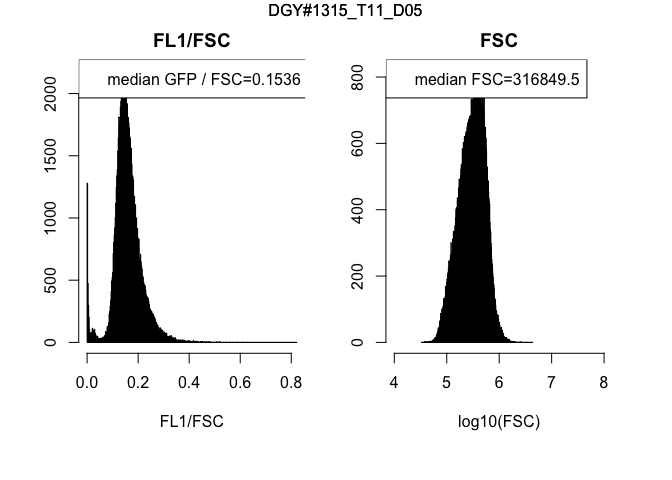 DGY#1315_T11_D05
FL1/FSC
median GFP / FSC=0.1536
2000
1500
1000
500
0
0.0 0.2 0.4 0.6 0.8
FL1/FSC
FSC
median FSC=316849.5
800
600
400
200
0
4 5 6 7 8
log10(FSC)